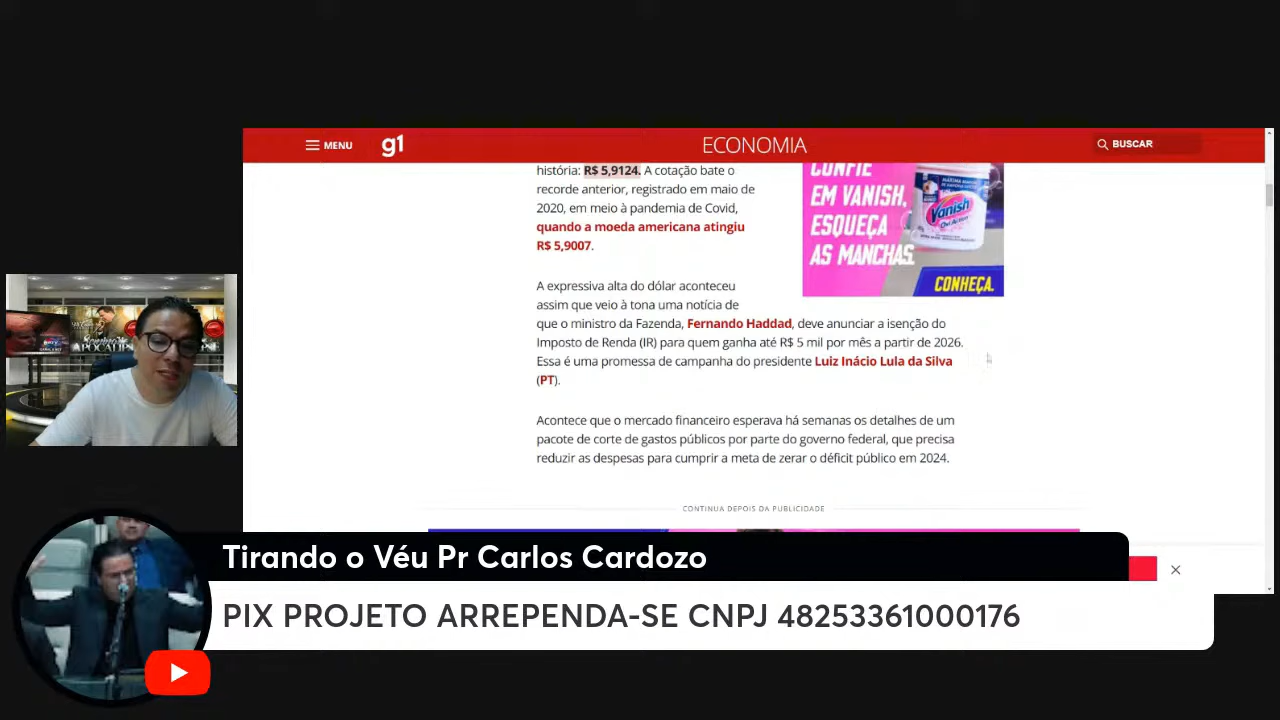 MENU
g1
ECONOMIA
BUSCAR
história: R$ 5,9124. A cotação bate o
recorde anterior, registrado em maio de
2020, em meio à pandemia de Covid,
quando a moeda americana atingiu
R$ 5,9007.
CONFIE
EM VANISH,
ESQUEÇA
AS MANCHAS.
Vanish
CONHEÇA.
A expressiva alta do dólar aconteceu
assim que veio à tona uma notícia de
que o ministro da Fazenda, Fernando Haddad, deve anunciar a isenção do
Imposto de Renda (IR) para quem ganha até R$ 5 mil por mês a partir de 2026.
Essa é uma promessa de campanha do presidente Luiz Inácio Lula da Silva
(PT).
Acontece que o mercado financeiro esperava há semanas os detalhes de um
pacote de corte de gastos públicos por parte do governo federal, que precisa
reduzir as despesas para cumprir a meta de zerar o déficit público em 2024.
CONTINUA DEPOIS DA PUBLICIDADE
APOCALIPSE
Tirando o Véu Pr Carlos Cardozo
PIX PROJETO ARREPENDA-SE CNPJ 48253361000176